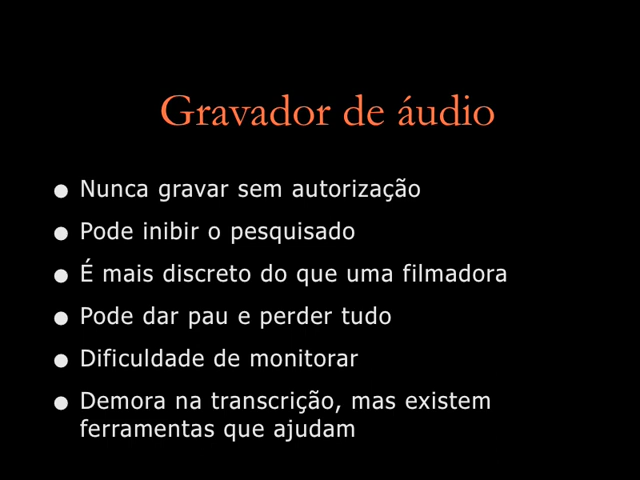 Gravador de áudio
● Nunca gravar sem autorização
● Pode inibir o pesquisado
● É mais discreto do que uma filmadora
● Pode dar pau e perder tudo
● Dificuldade de monitorar
● Demora na transcrição, mas existem
ferramentas que ajudam